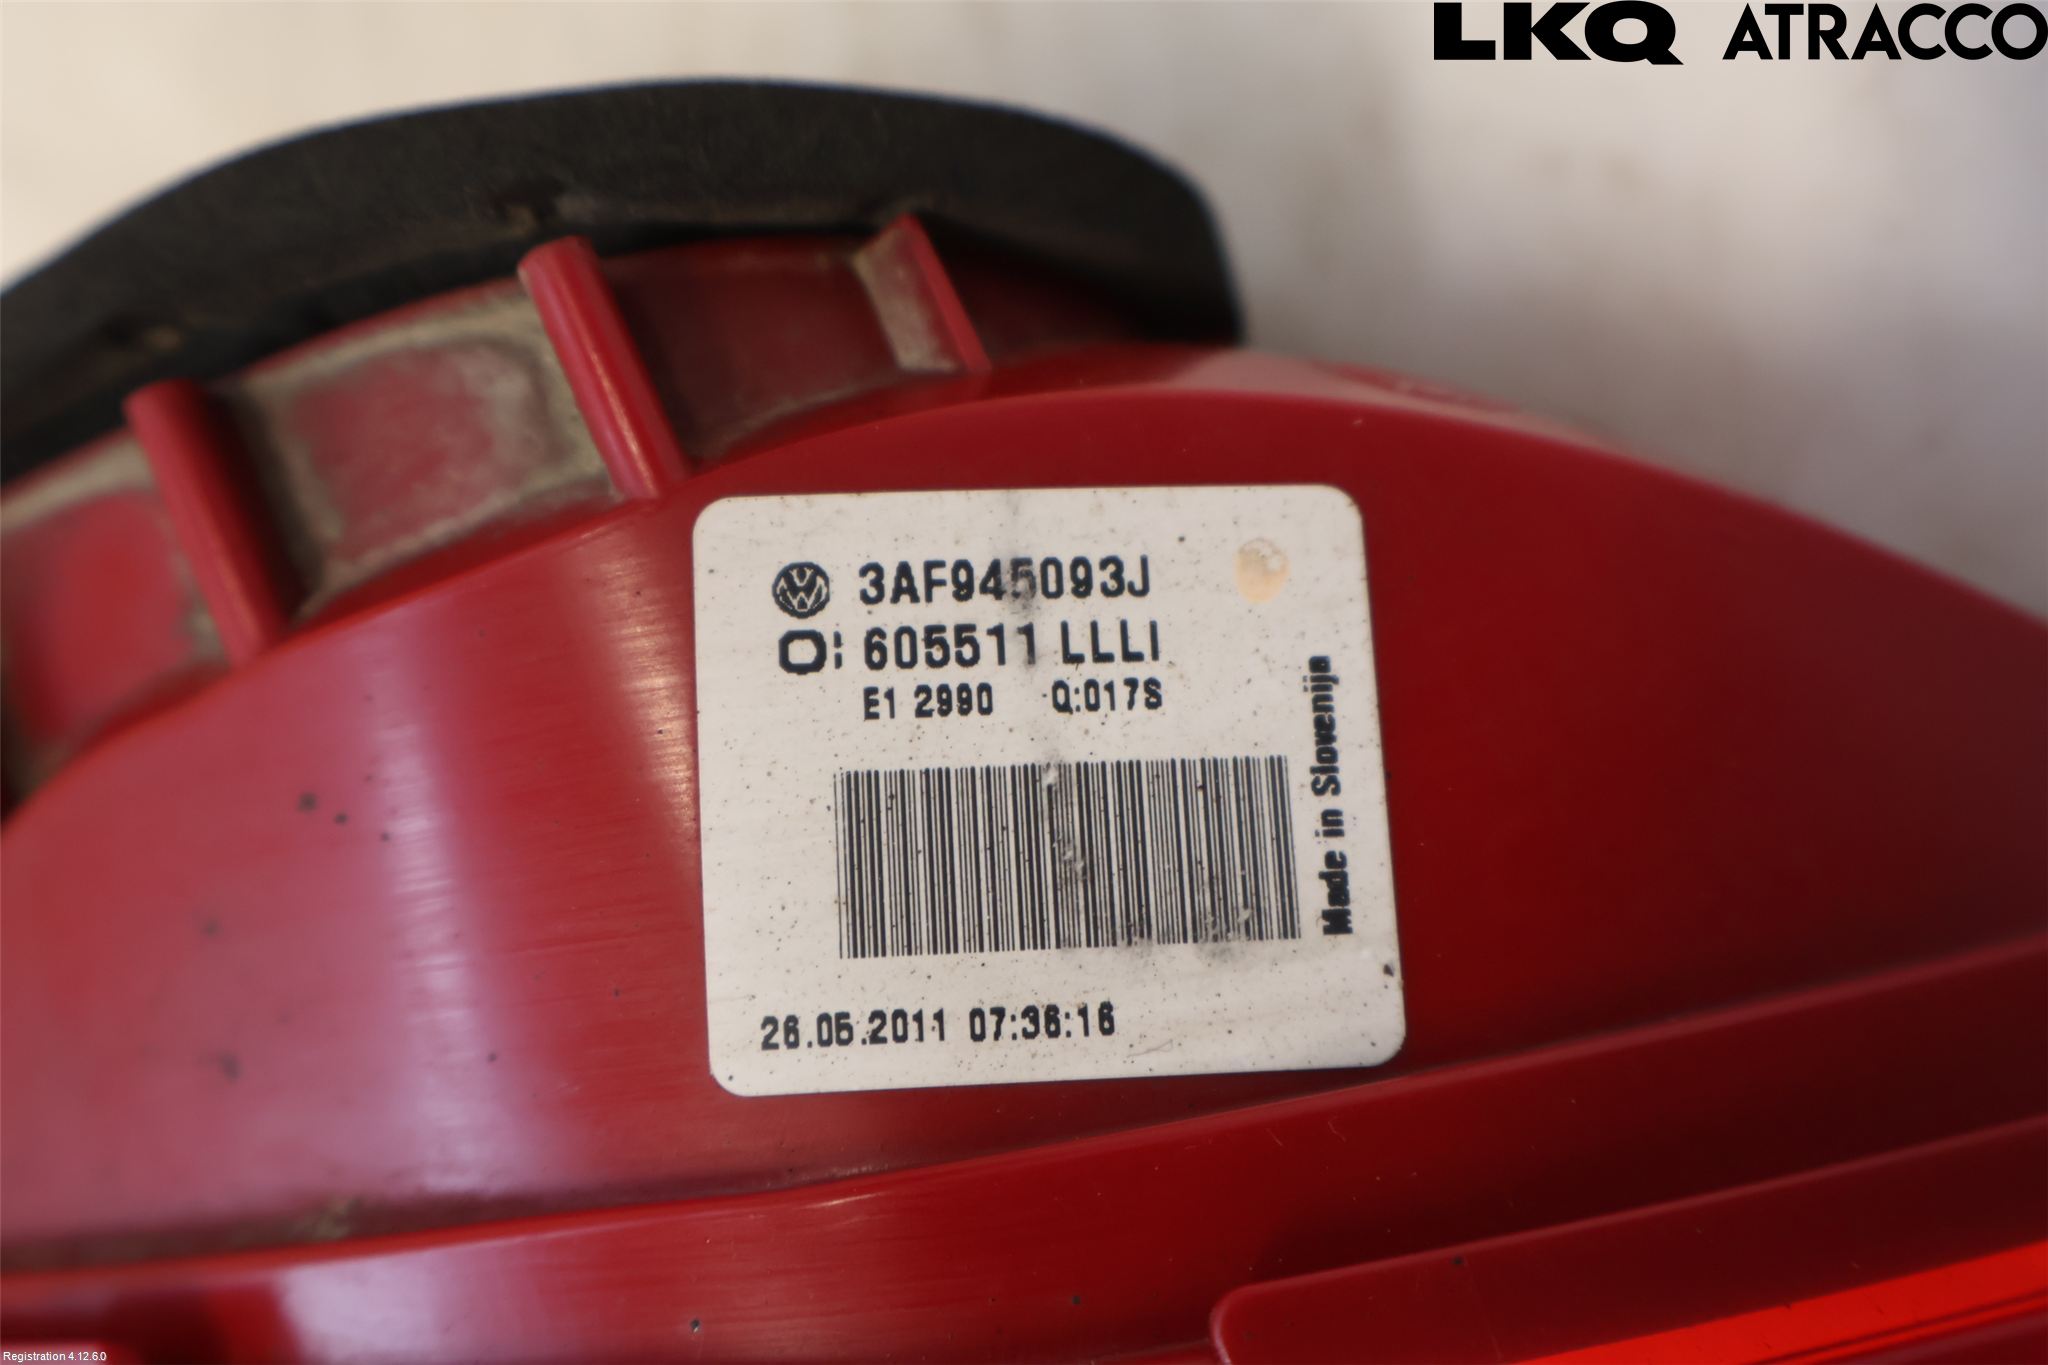 LKQ ATRACCO
3AF945093J
605511 LLLI
E1 2990 Q:017S
Made in Slovenija
26.05.2011 07:36:16
Registration 4.12.6.0